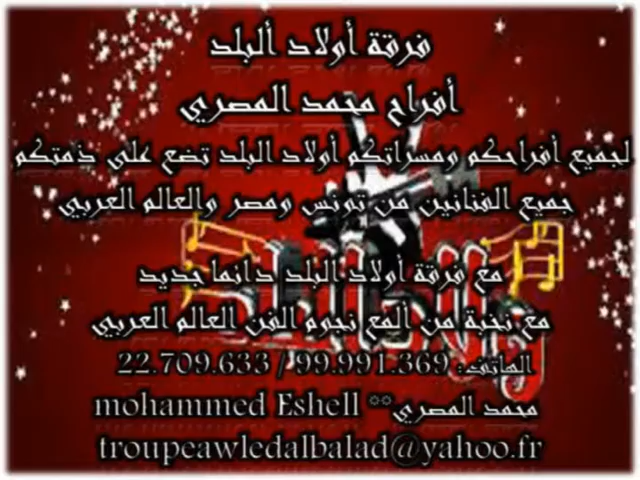 فرقة أولاد ألبلد
أفراح محمد المصري
لجميع أفراحكم ومسراتكم أولاد البلد تضع على ذمتكم
جميع الفنانين من تونس ومصر والعالم العربي
مع فرقة أولاد البلد دائما جديد
مع نخبة من ألمع نجوم الفن العالم العربي
الهاتف: 99.991.369 / 22.709.633
محمد المصري ** mohammed Eshell
troupeawledalbalad@yahoo.fr